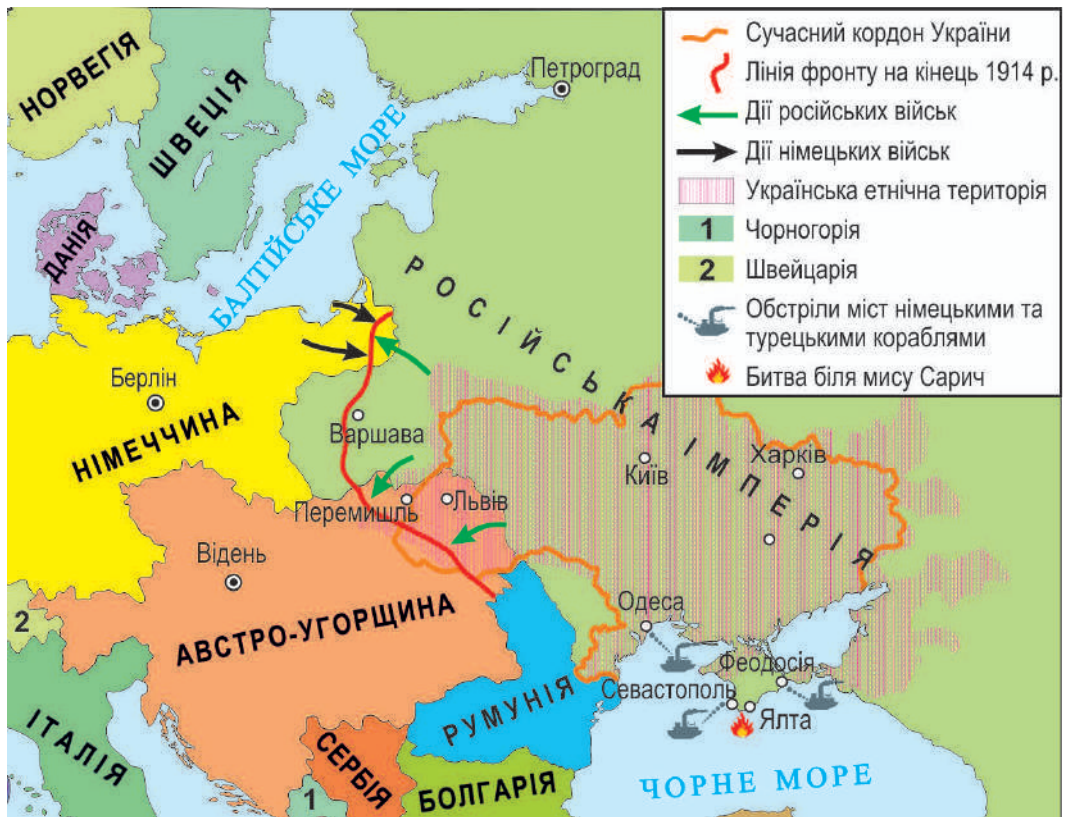 Сучасний кордон України
Лінія фронту на кінець 1914 р.
Дії російських військ
Дії німецьких військ
Українська етнічна територія
1 Чорногорія
2 Швейцарія
Обстріли міст німецькими та
турецькими кораблями
Битва біля мису Сарич
НОРВЕГІЯ
ШВЕЦІЯ
Петроград
ДАНІЯ
БАЛТІЙСЬКЕ МОРЕ
РОСІЙСЬКА ІМПЕРІЯ
Берлін
НІМЕЧЧИНА
Варшава
Київ
Харків
Перемишль
Львів
Відень
2
АВСТРО-УГОРЩИНА
Одеса
Феодосія
Севастополь
Ялта
РУМУНІЯ
ІТАЛІЯ
СЕРБІЯ
1
БОЛГАРІЯ
ЧОРНЕ МОРЕ